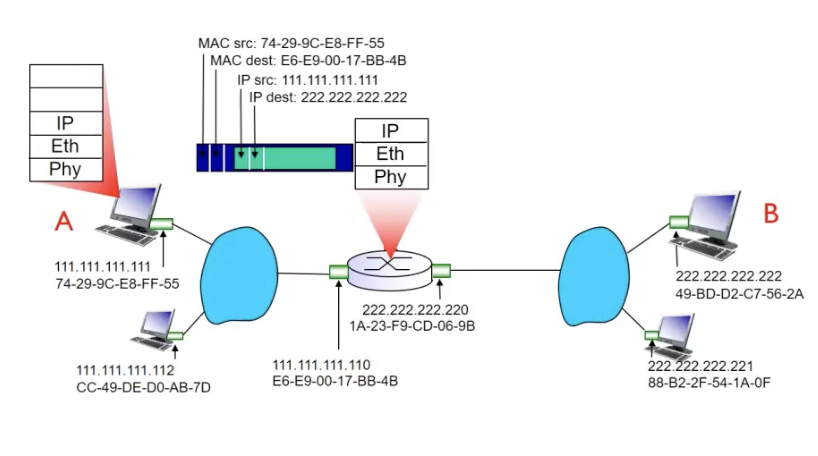 MAC src: 74-29-9C-E8-FF-55
MAC dest: E6-E9-00-17-BB-4B
IP src: 111.111.111.111
IP dest: 222.222.222.222
IP
Eth
Phy
IP
Eth
Phy
A
B
111.111.111.111
74-29-9C-E8-FF-55
222.222.222.222
49-BD-D2-C7-56-2A
222.222.222.220
1A-23-F9-CD-06-9B
111.111.111.112
CC-49-DE-D0-AB-7D
111.111.111.110
E6-E9-00-17-BB-4B
222.222.222.221
88-B2-2F-54-1A-0F